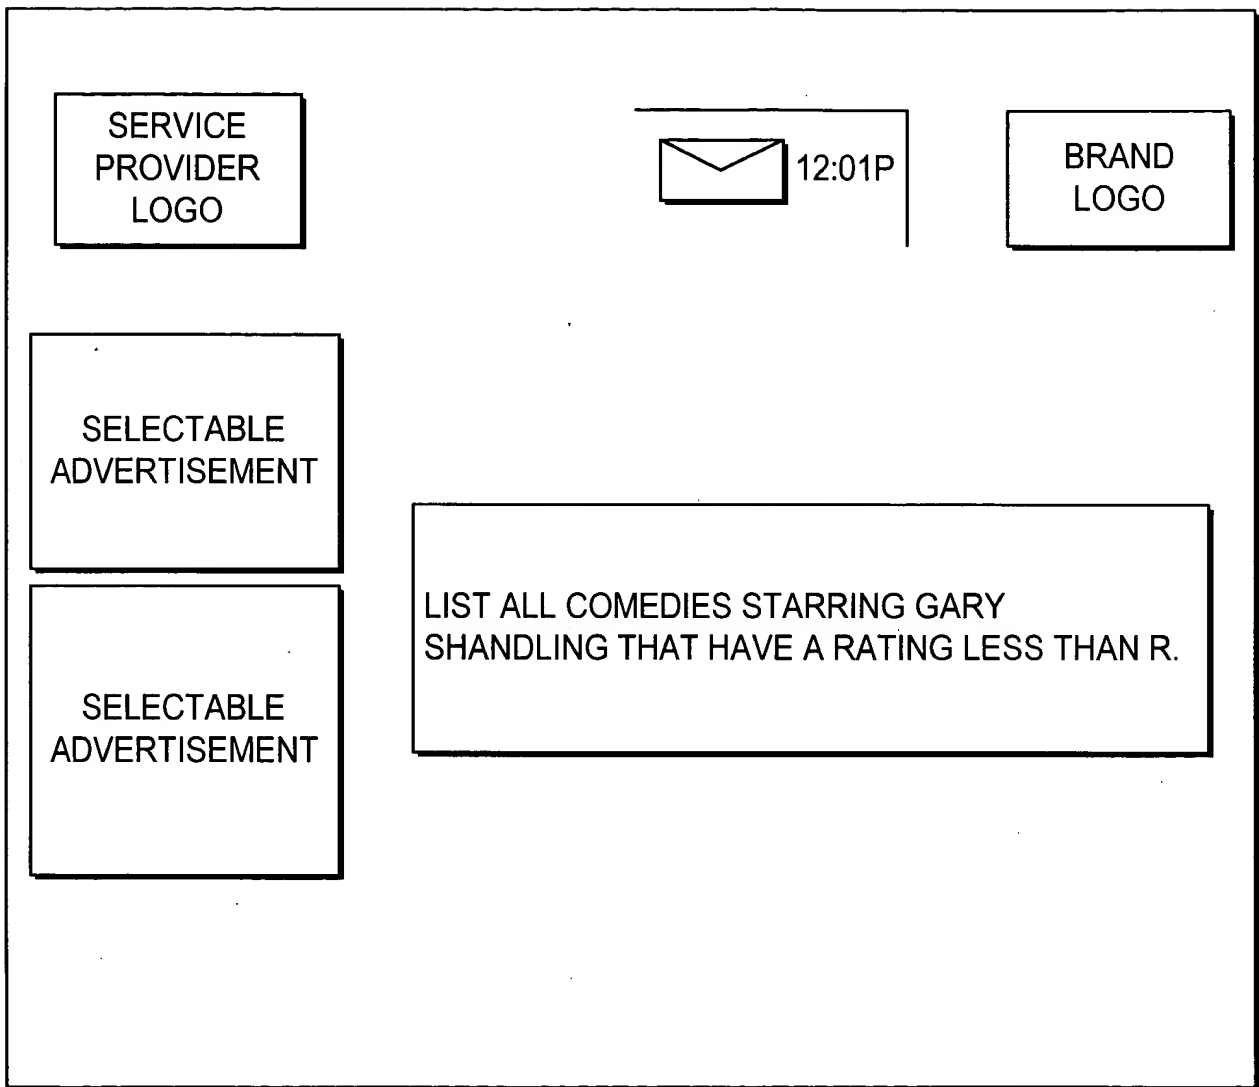 SERVICE
PROVIDER
LOGO
12:01P
BRAND
LOGO
SELECTABLE
ADVERTISEMENT
LIST ALL COMEDIES STARRING GARY
SHANDLING THAT HAVE A RATING LESS THAN R.
SELECTABLE
ADVERTISEMENT